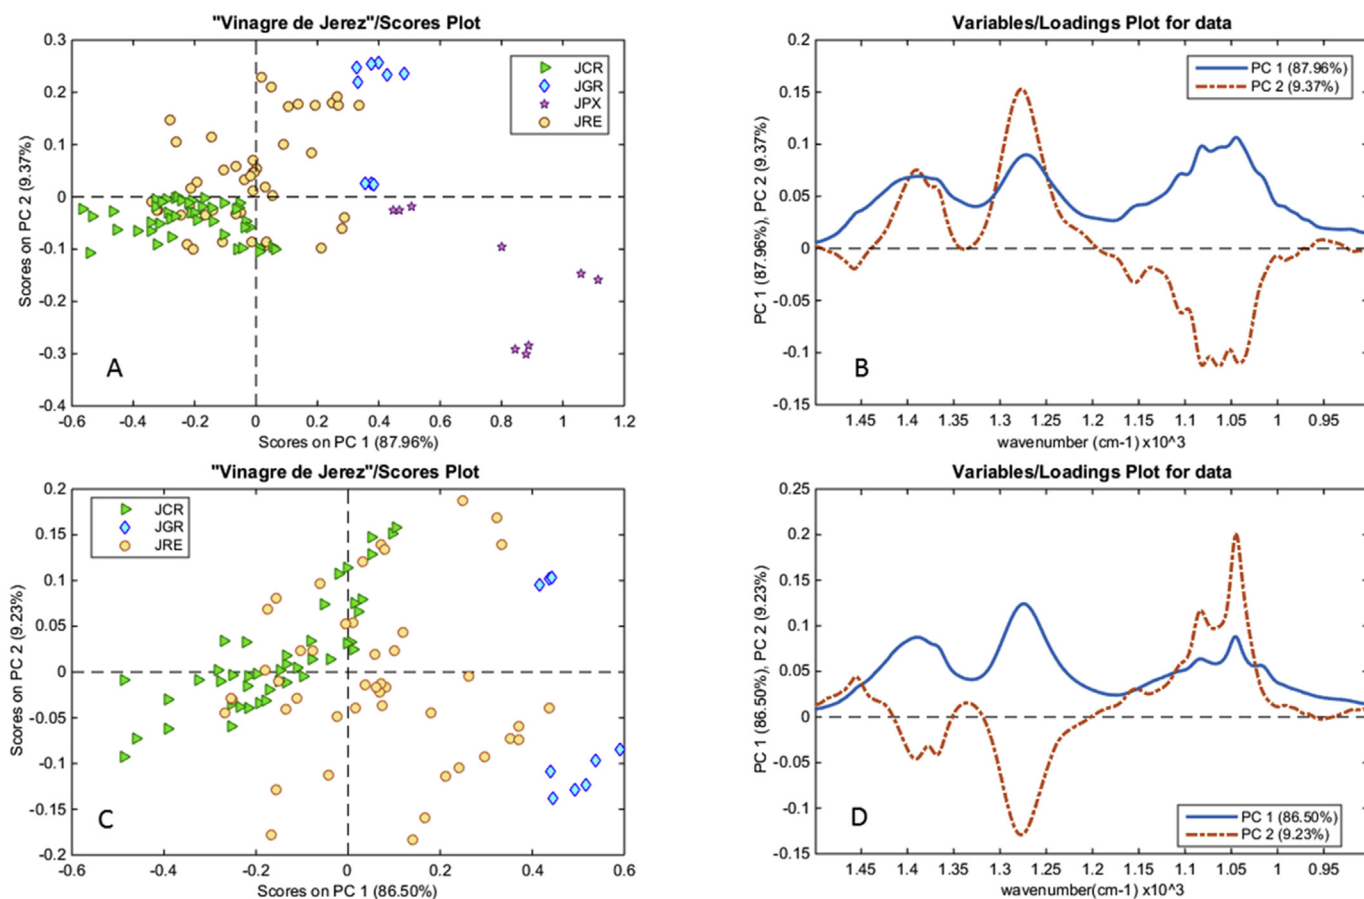 "Vinagre de Jerez"/Scores Plot
0.3
0.2
0.1
0
-0.1
-0.2
-0.3
-0.4
Scores on PC 2 (9.37%)
JCR
JGR
JPX
JRE
A
-0.6 -0.4 -0.2 0 0.2 0.4 0.6 0.8 1 1.2
Scores on PC 1 (87.96%)
Variables/Loadings Plot for data
0.2
0.15
0.1
0.05
0
-0.05
-0.1
-0.15
PC 1 (87.96%), PC 2 (9.37%)
PC 1 (87.96%)
PC 2 (9.37%)
B
1.45 1.4 1.35 1.3 1.25 1.2 1.15 1.1 1.05 1 0.95
wavenumber (cm-1) x10^3
"Vinagre de Jerez"/Scores Plot
0.2
0.15
0.1
0.05
0
-0.05
-0.1
-0.15
-0.2
Scores on PC 2 (9.23%)
JCR
JGR
JRE
C
-0.6 -0.4 -0.2 0 0.2 0.4 0.6
Scores on PC 1 (86.50%)
Variables/Loadings Plot for data
0.25
0.2
0.15
0.1
0.05
0
-0.05
-0.1
-0.15
PC 1 (86.50%), PC 2 (9.23%)
PC 1 (86.50%)
PC 2 (9.23%)
D
1.45 1.4 1.35 1.3 1.25 1.2 1.15 1.1 1.05 1 0.95
wavenumber(cm-1) x10^3